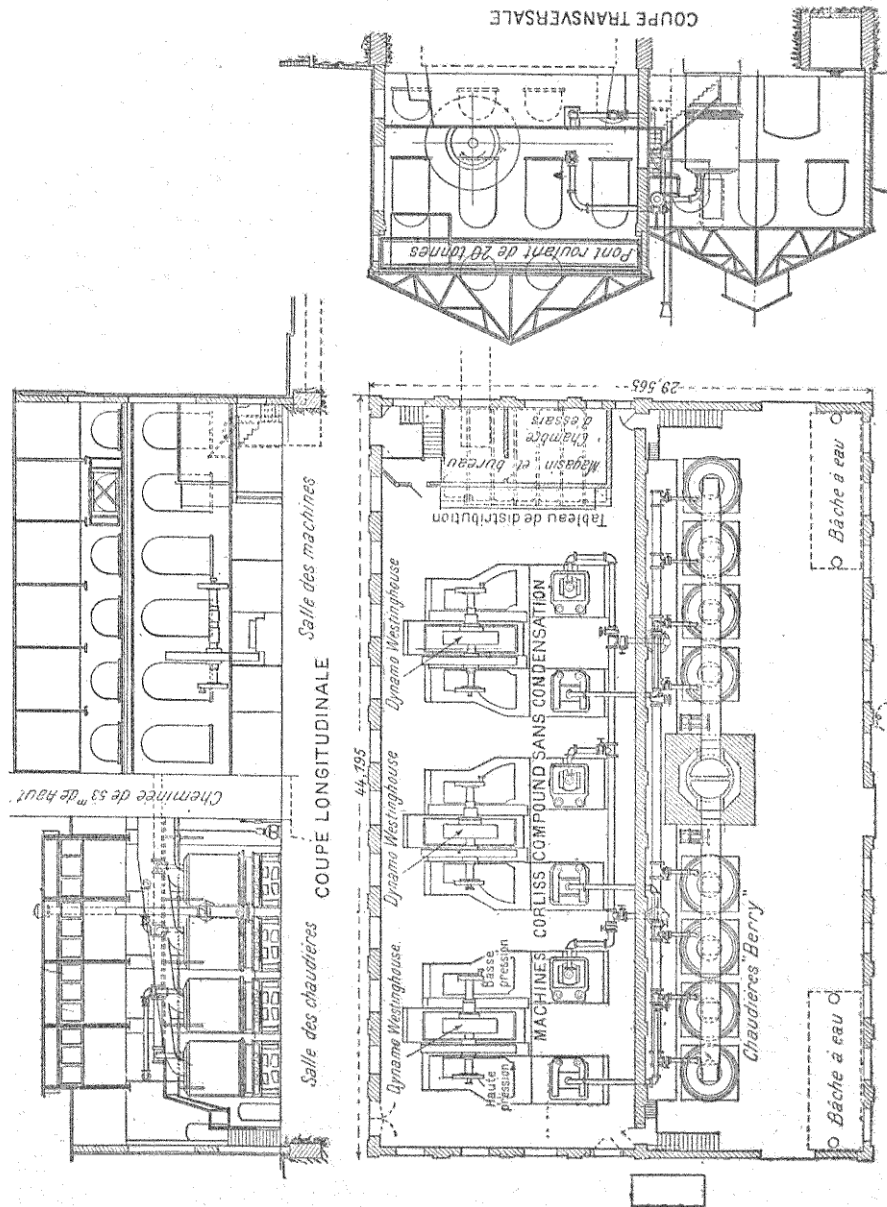 Cheminée de 53m de haut
Salle des chaudières
Salle des machines
COUPE LONGITUDINALE
COUPE TRANSVERSALE
Pont roulant de 20 tonnes
44.195
29,565
Dynamo Westinghouse
Dynamo Westinghouse
Dynamo Westinghouse
Haute
pression
Basse
pression
MACHINES CORLISS COMPOUND SANS CONDENSATION
Tableau de distribution
Magasin et bureau
Chambre
d'essais
Chaudières "Berry"
Bâche à eau
Bâche à eau